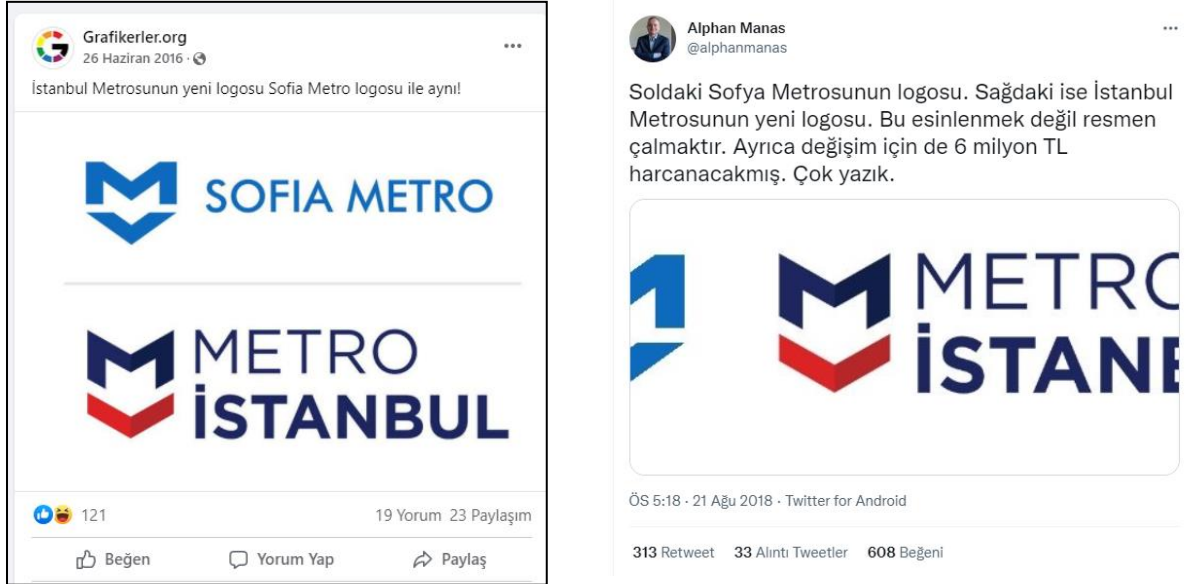 Grafikerler.org
26 Haziran 2016 ·
İstanbul Metrosunun yeni logosu Sofia Metro logosu ile aynı!
SOFIA METRO
METRO
İSTANBUL
121
19 Yorum 23 Paylaşım
Beğen
Yorum Yap
Paylaş
Alphan Manas
@alphanmanas
Soldaki Sofya Metrosunun logosu. Sağdaki ise İstanbul
Metrosunun yeni logosu. Bu esinlenmek değil resmen
çalmaktır. Ayrıca değişim için de 6 milyon TL
harcanacakmış. Çok yazık.
METRO
İSTANB
ÖS 5:18 · 21 Ağu 2018 · Twitter for Android
313 Retweet 33 Alıntı Tweetler 608 Beğeni